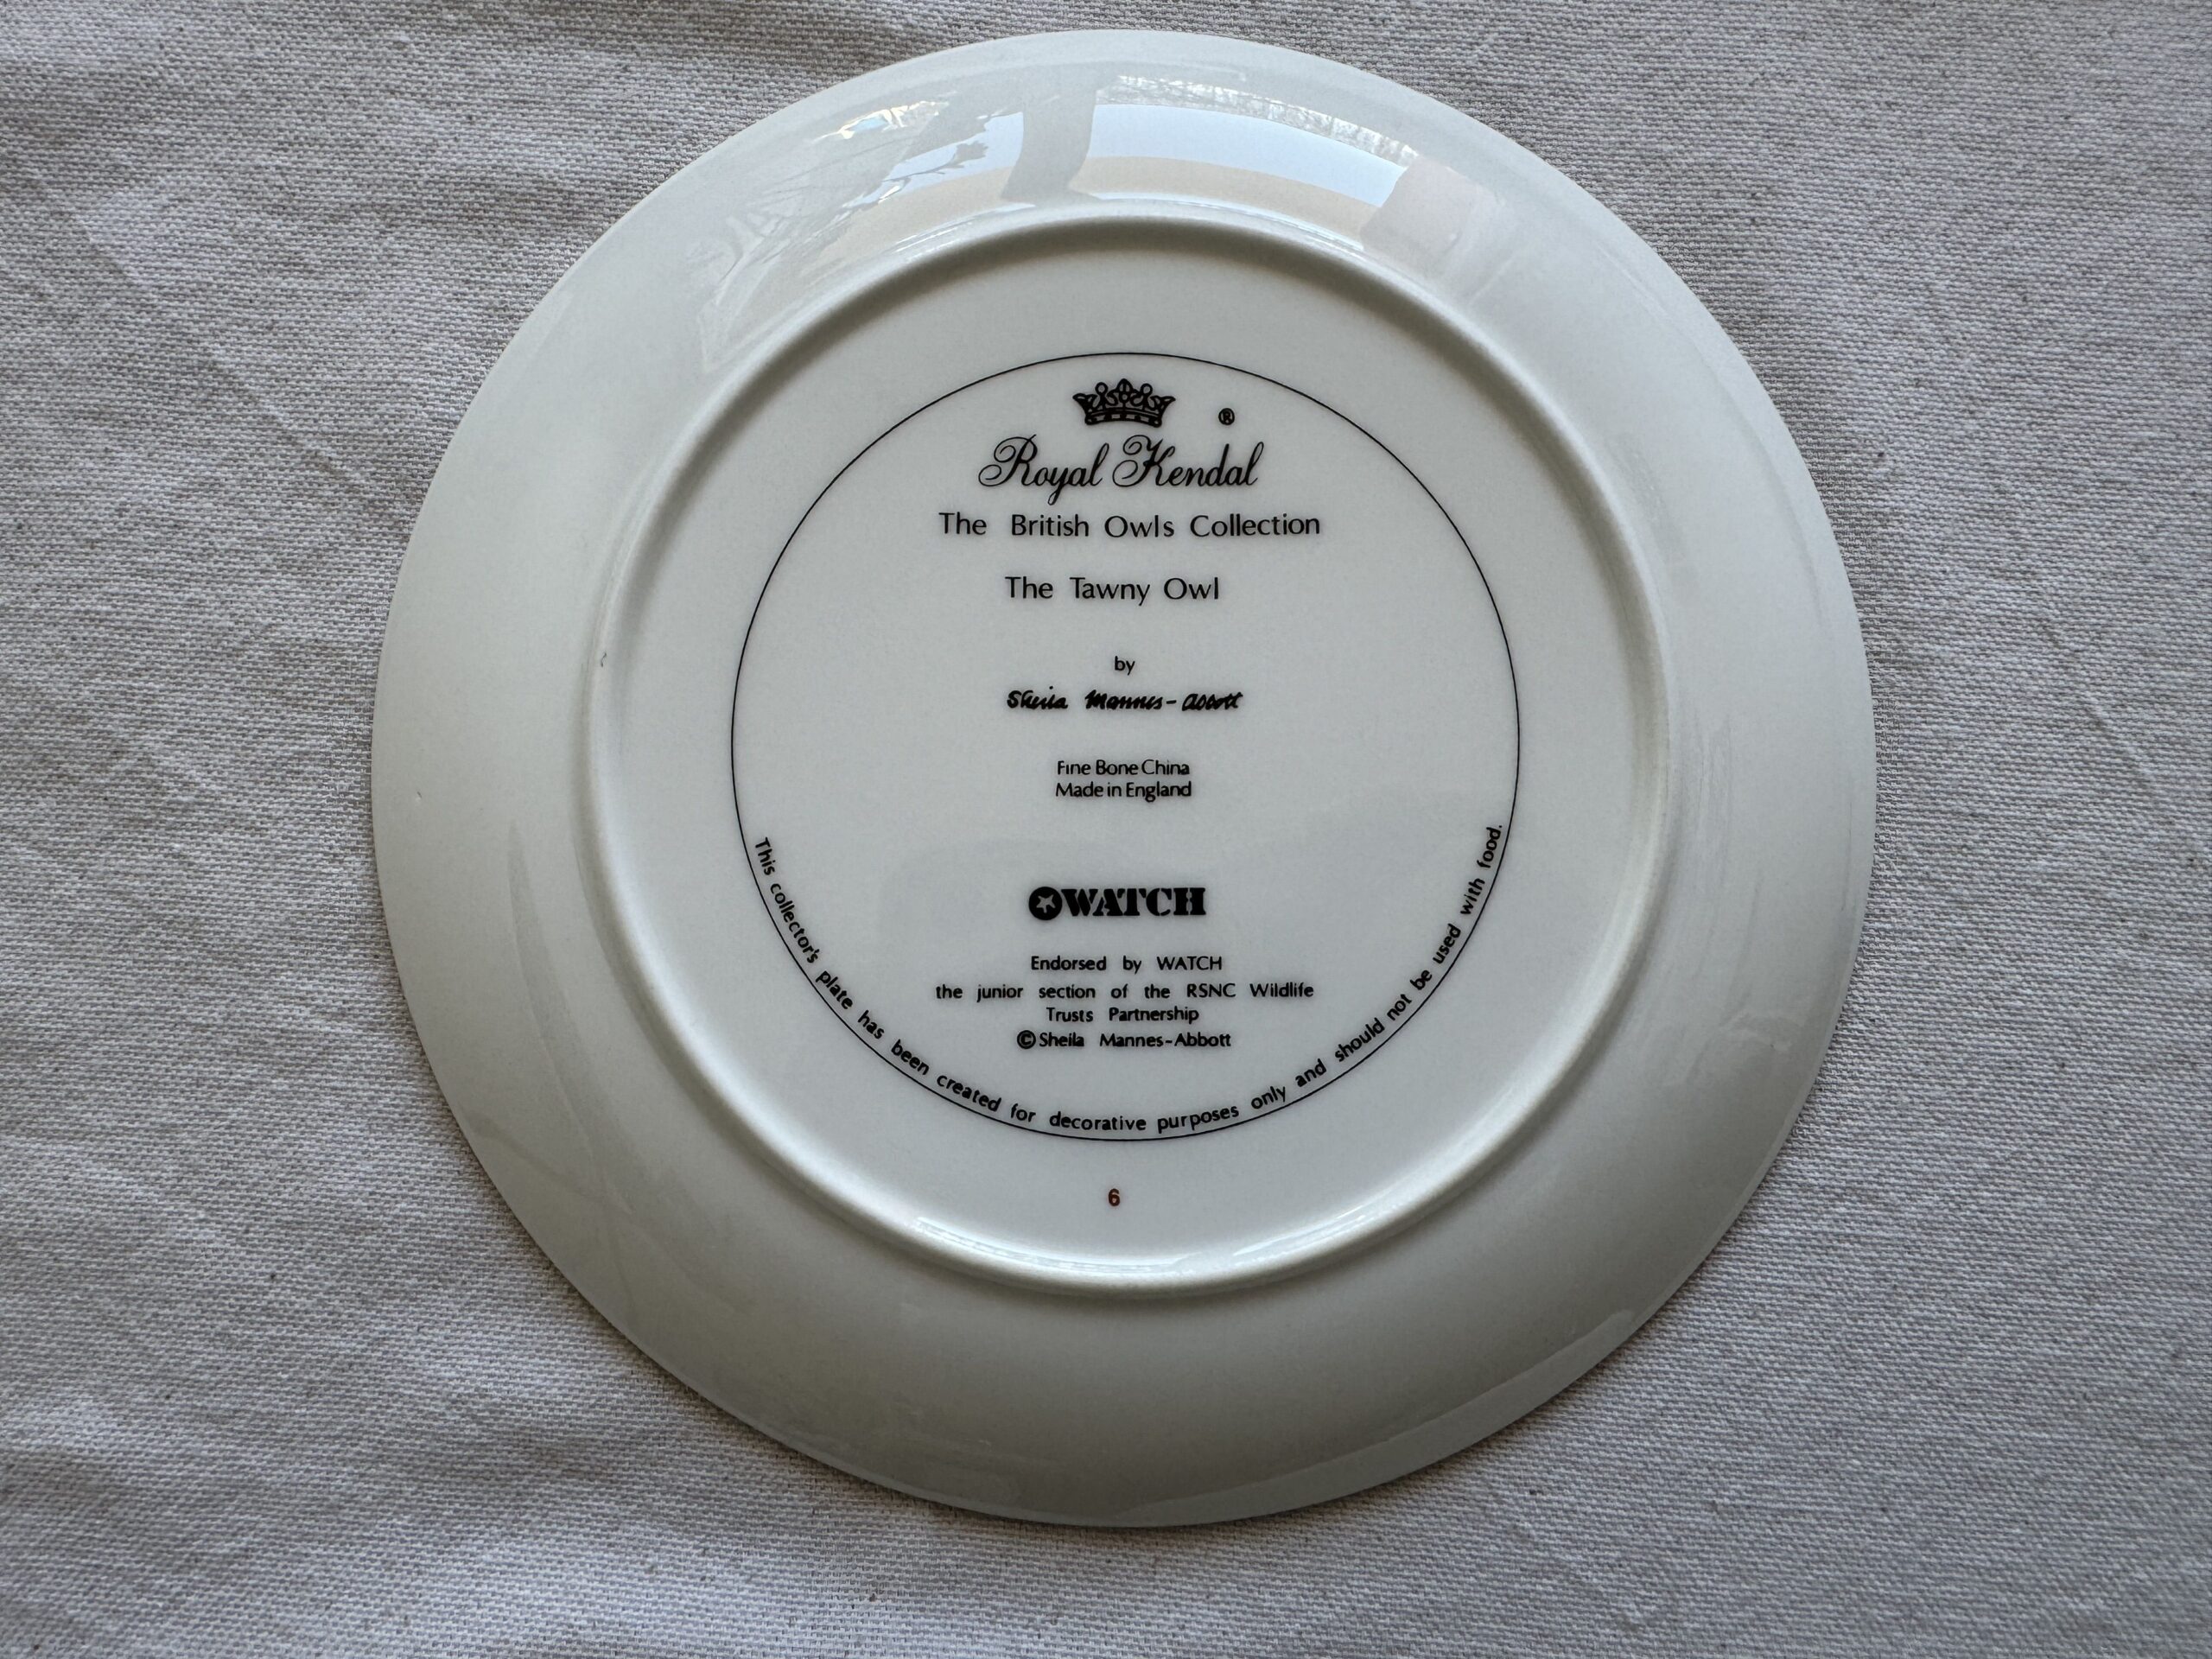 ®
Royal Kendal
The British Owls Collection
The Tawny Owl
by
Sheila Mannes-Abbott
Fine Bone China
Made in England
WATCH
Endorsed by WATCH
the junior section of the RSNC Wildlife
Trusts Partnership
© Sheila Mannes-Abbott
This collector's plate has been created for decorative purposes only and should not be used with food.
6